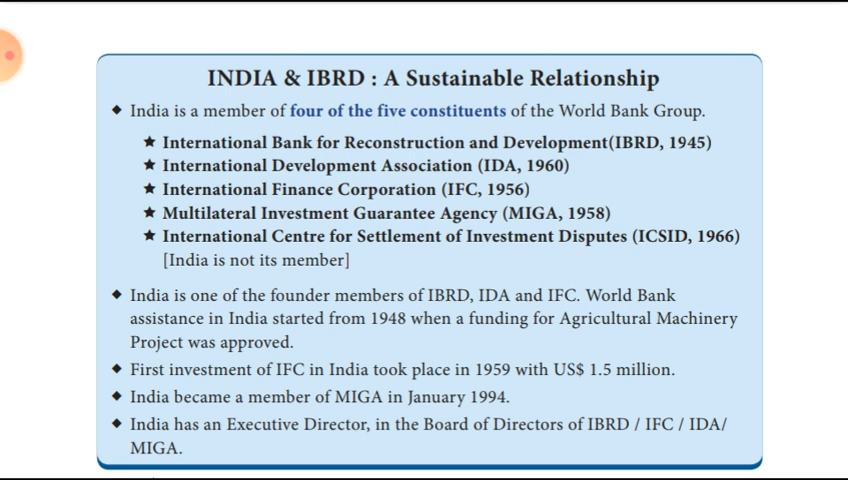 INDIA & IBRD : A Sustainable Relationship
◆ India is a member of four of the five constituents of the World Bank Group.
★ International Bank for Reconstruction and Development(IBRD, 1945)
★ International Development Association (IDA, 1960)
★ International Finance Corporation (IFC, 1956)
★ Multilateral Investment Guarantee Agency (MIGA, 1958)
★ International Centre for Settlement of Investment Disputes (ICSID, 1966)
[India is not its member]
◆ India is one of the founder members of IBRD, IDA and IFC. World Bank
assistance in India started from 1948 when a funding for Agricultural Machinery
Project was approved.
◆ First investment of IFC in India took place in 1959 with US$ 1.5 million.
◆ India became a member of MIGA in January 1994.
◆ India has an Executive Director, in the Board of Directors of IBRD / IFC / IDA/
MIGA.